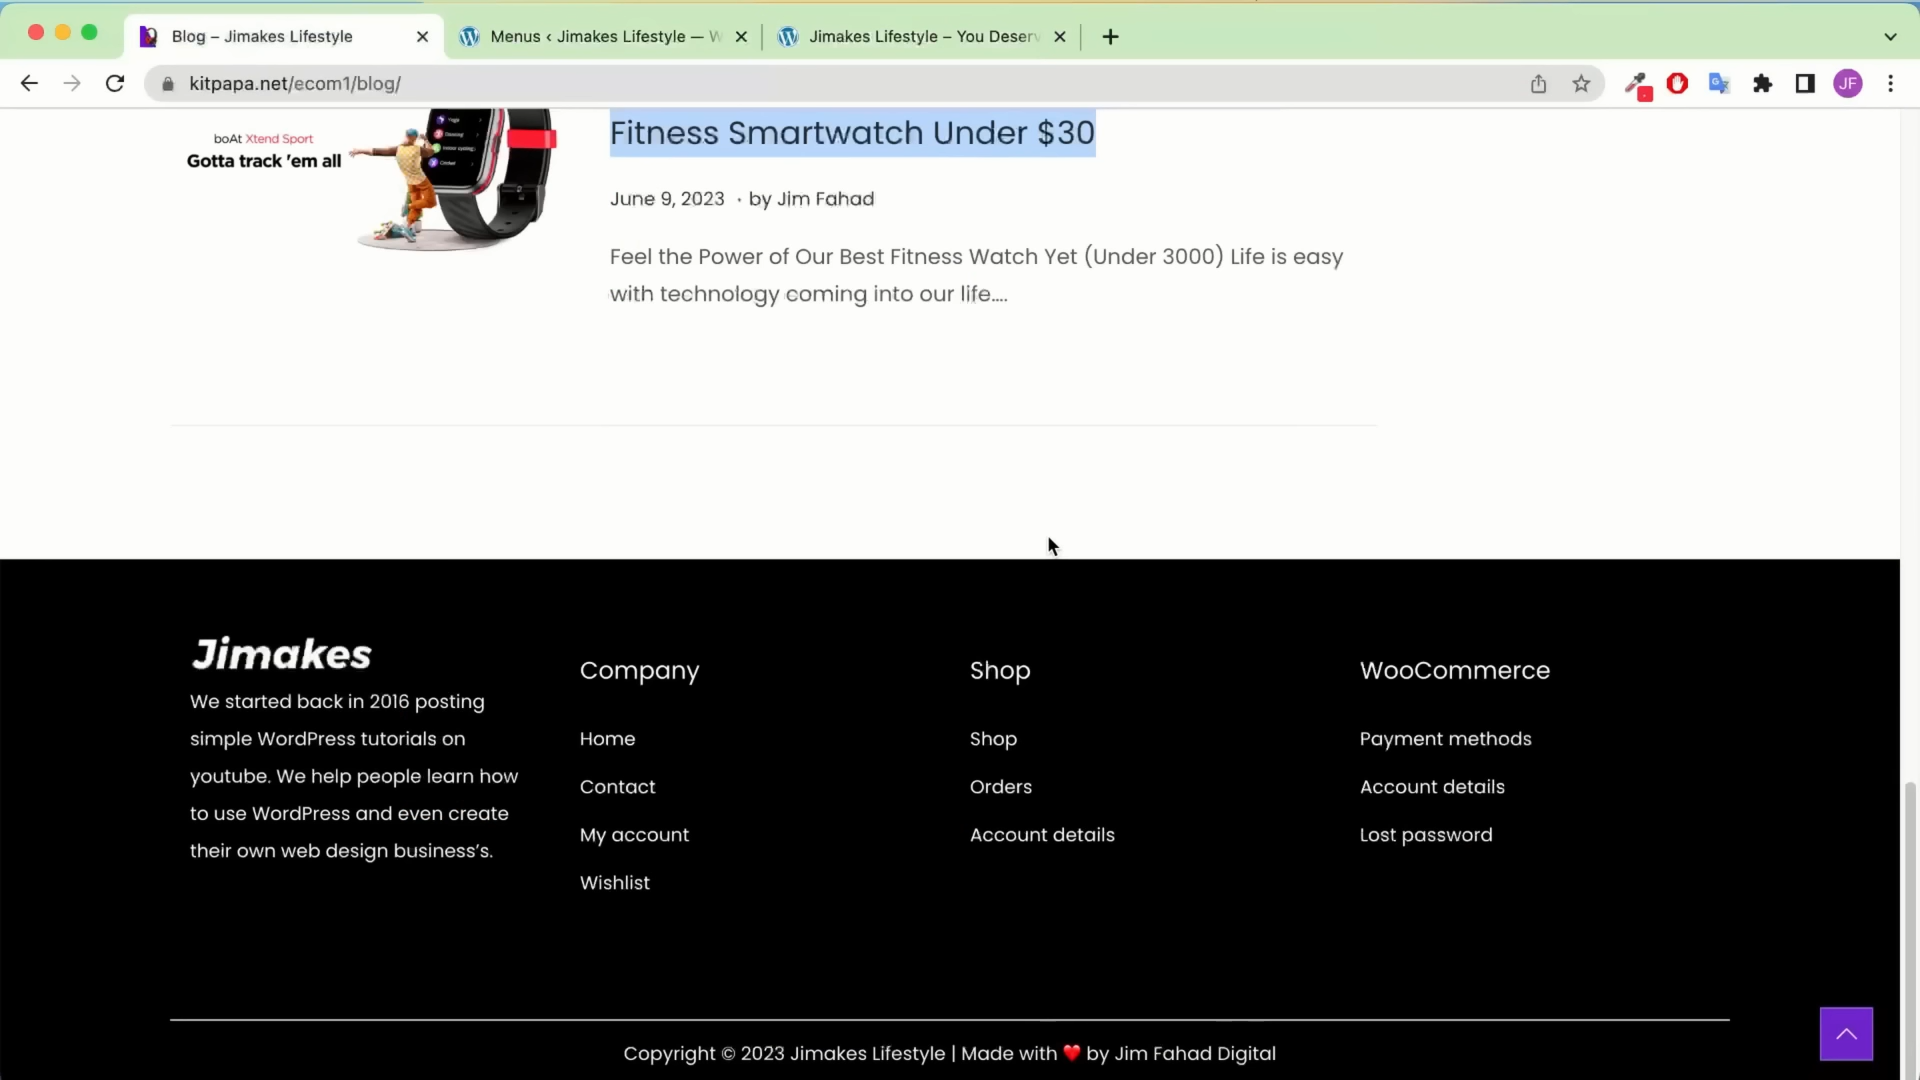 Blog – Jimakes Lifestyle
Menus ‹ Jimakes Lifestyle — W
Jimakes Lifestyle – You Deserv
kitpapa.net/ecom1/blog/
JF
boAt Xtend Sport
Gotta track 'em all
Fitness Smartwatch Under $30
June 9, 2023 · by Jim Fahad
Feel the Power of Our Best Fitness Watch Yet (Under 3000) Life is easy
with technology coming into our life....
Jimakes
We started back in 2016 posting
simple WordPress tutorials on
youtube. We help people learn how
to use WordPress and even create
their own web design business’s.
Company
Home
Contact
My account
Wishlist
Shop
Shop
Orders
Account details
WooCommerce
Payment methods
Account details
Lost password
Copyright © 2023 Jimakes Lifestyle | Made with ❤️ by Jim Fahad Digital